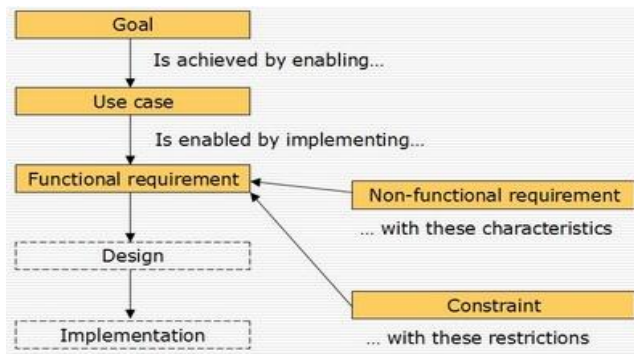 Goal
Is achieved by enabling...
Use case
Is enabled by implementing...
Functional requirement
Non-functional requirement
... with these characteristics
Design
Constraint
Implementation
... with these restrictions